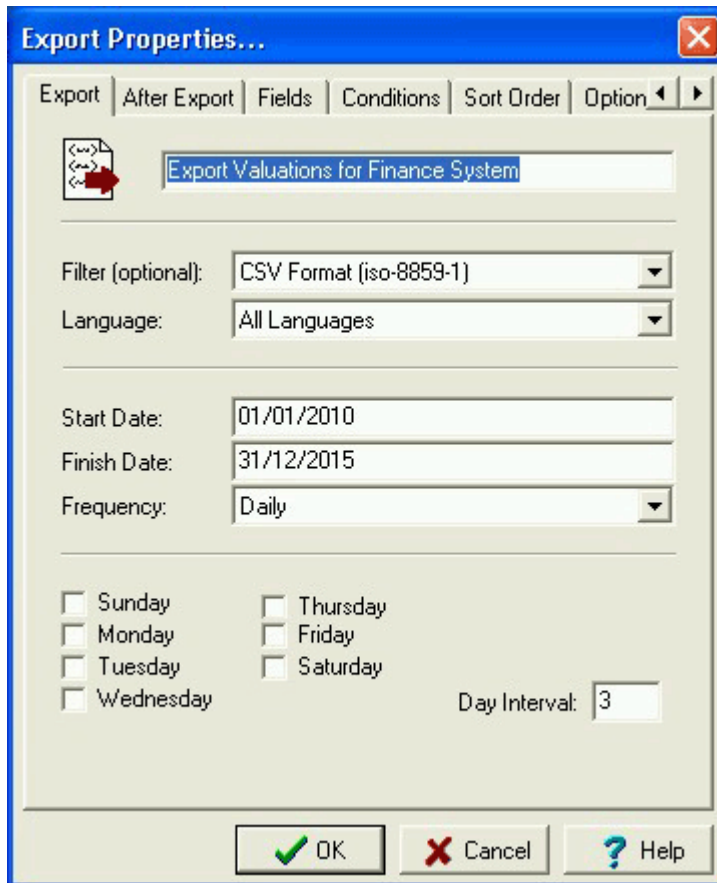 Export Properties...
Export After Export Fields Conditions Sort Order Option
Export Valuations for Finance System
Filter (optional): CSV Format (iso-8859-1)
Language: All Languages
Start Date: 01/01/2010
Finish Date: 31/12/2015
Frequency: Daily
Sunday Thursday
Monday Friday
Tuesday Saturday
Wednesday Day Interval: 3
OK Cancel Help